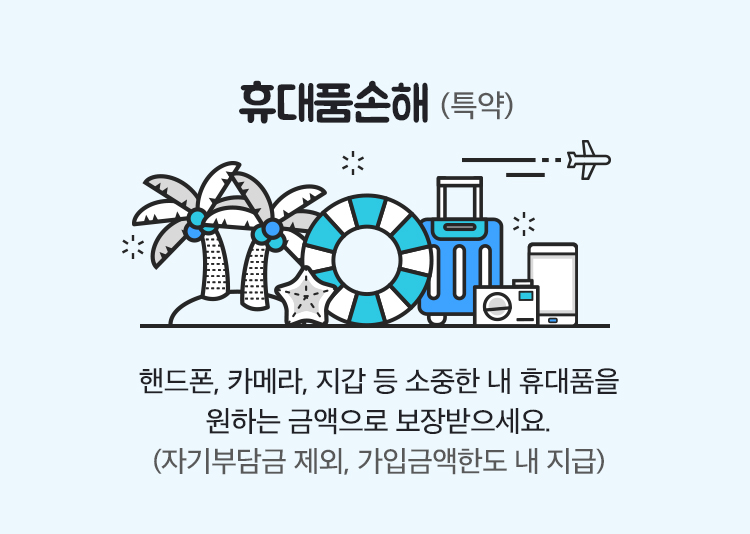 휴대품손해 (특약)
핸드폰, 카메라, 지갑 등 소중한 내 휴대품을
원하는 금액으로 보장받으세요.
(자기부담금 제외, 가입금액한도 내 지급)